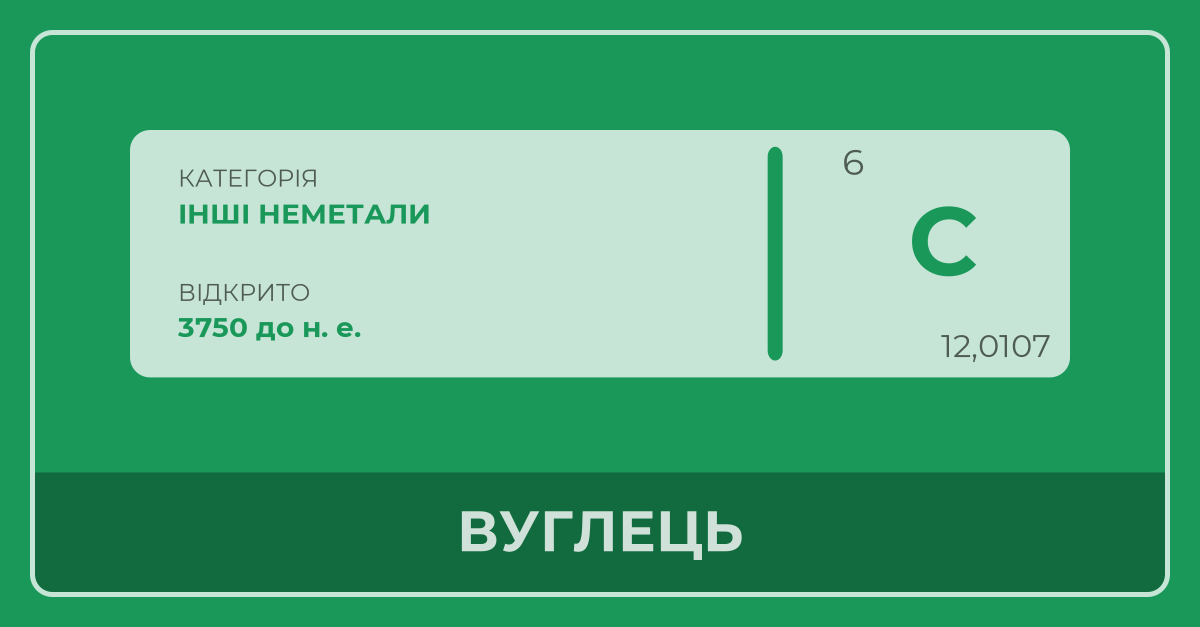 КАТЕГОРІЯ
ІНШІ НЕМЕТАЛИ
ВІДКРИТО
3750 до н. е.
6
C
12,0107
ВУГЛЕЦЬ